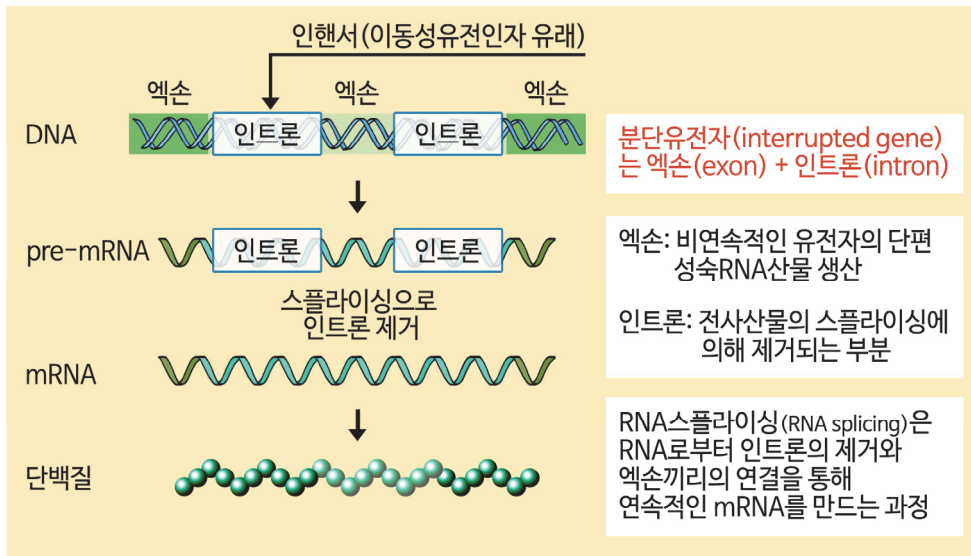 인핸서(이동성유전인자 유래)
엑손 엑손 엑손
DNA 인트론 인트론
pre-mRNA 인트론 인트론
스플라이싱으로
인트론 제거
mRNA
단백질
분단유전자(interrupted gene)
는 엑손(exon) + 인트론(intron)
엑손: 비연속적인 유전자의 단편
성숙RNA산물 생산
인트론: 전사산물의 스플라이싱에
의해 제거되는 부분
RNA스플라이싱(RNA splicing)은
RNA로부터 인트론의 제거와
엑손끼리의 연결을 통해
연속적인 mRNA를 만드는 과정